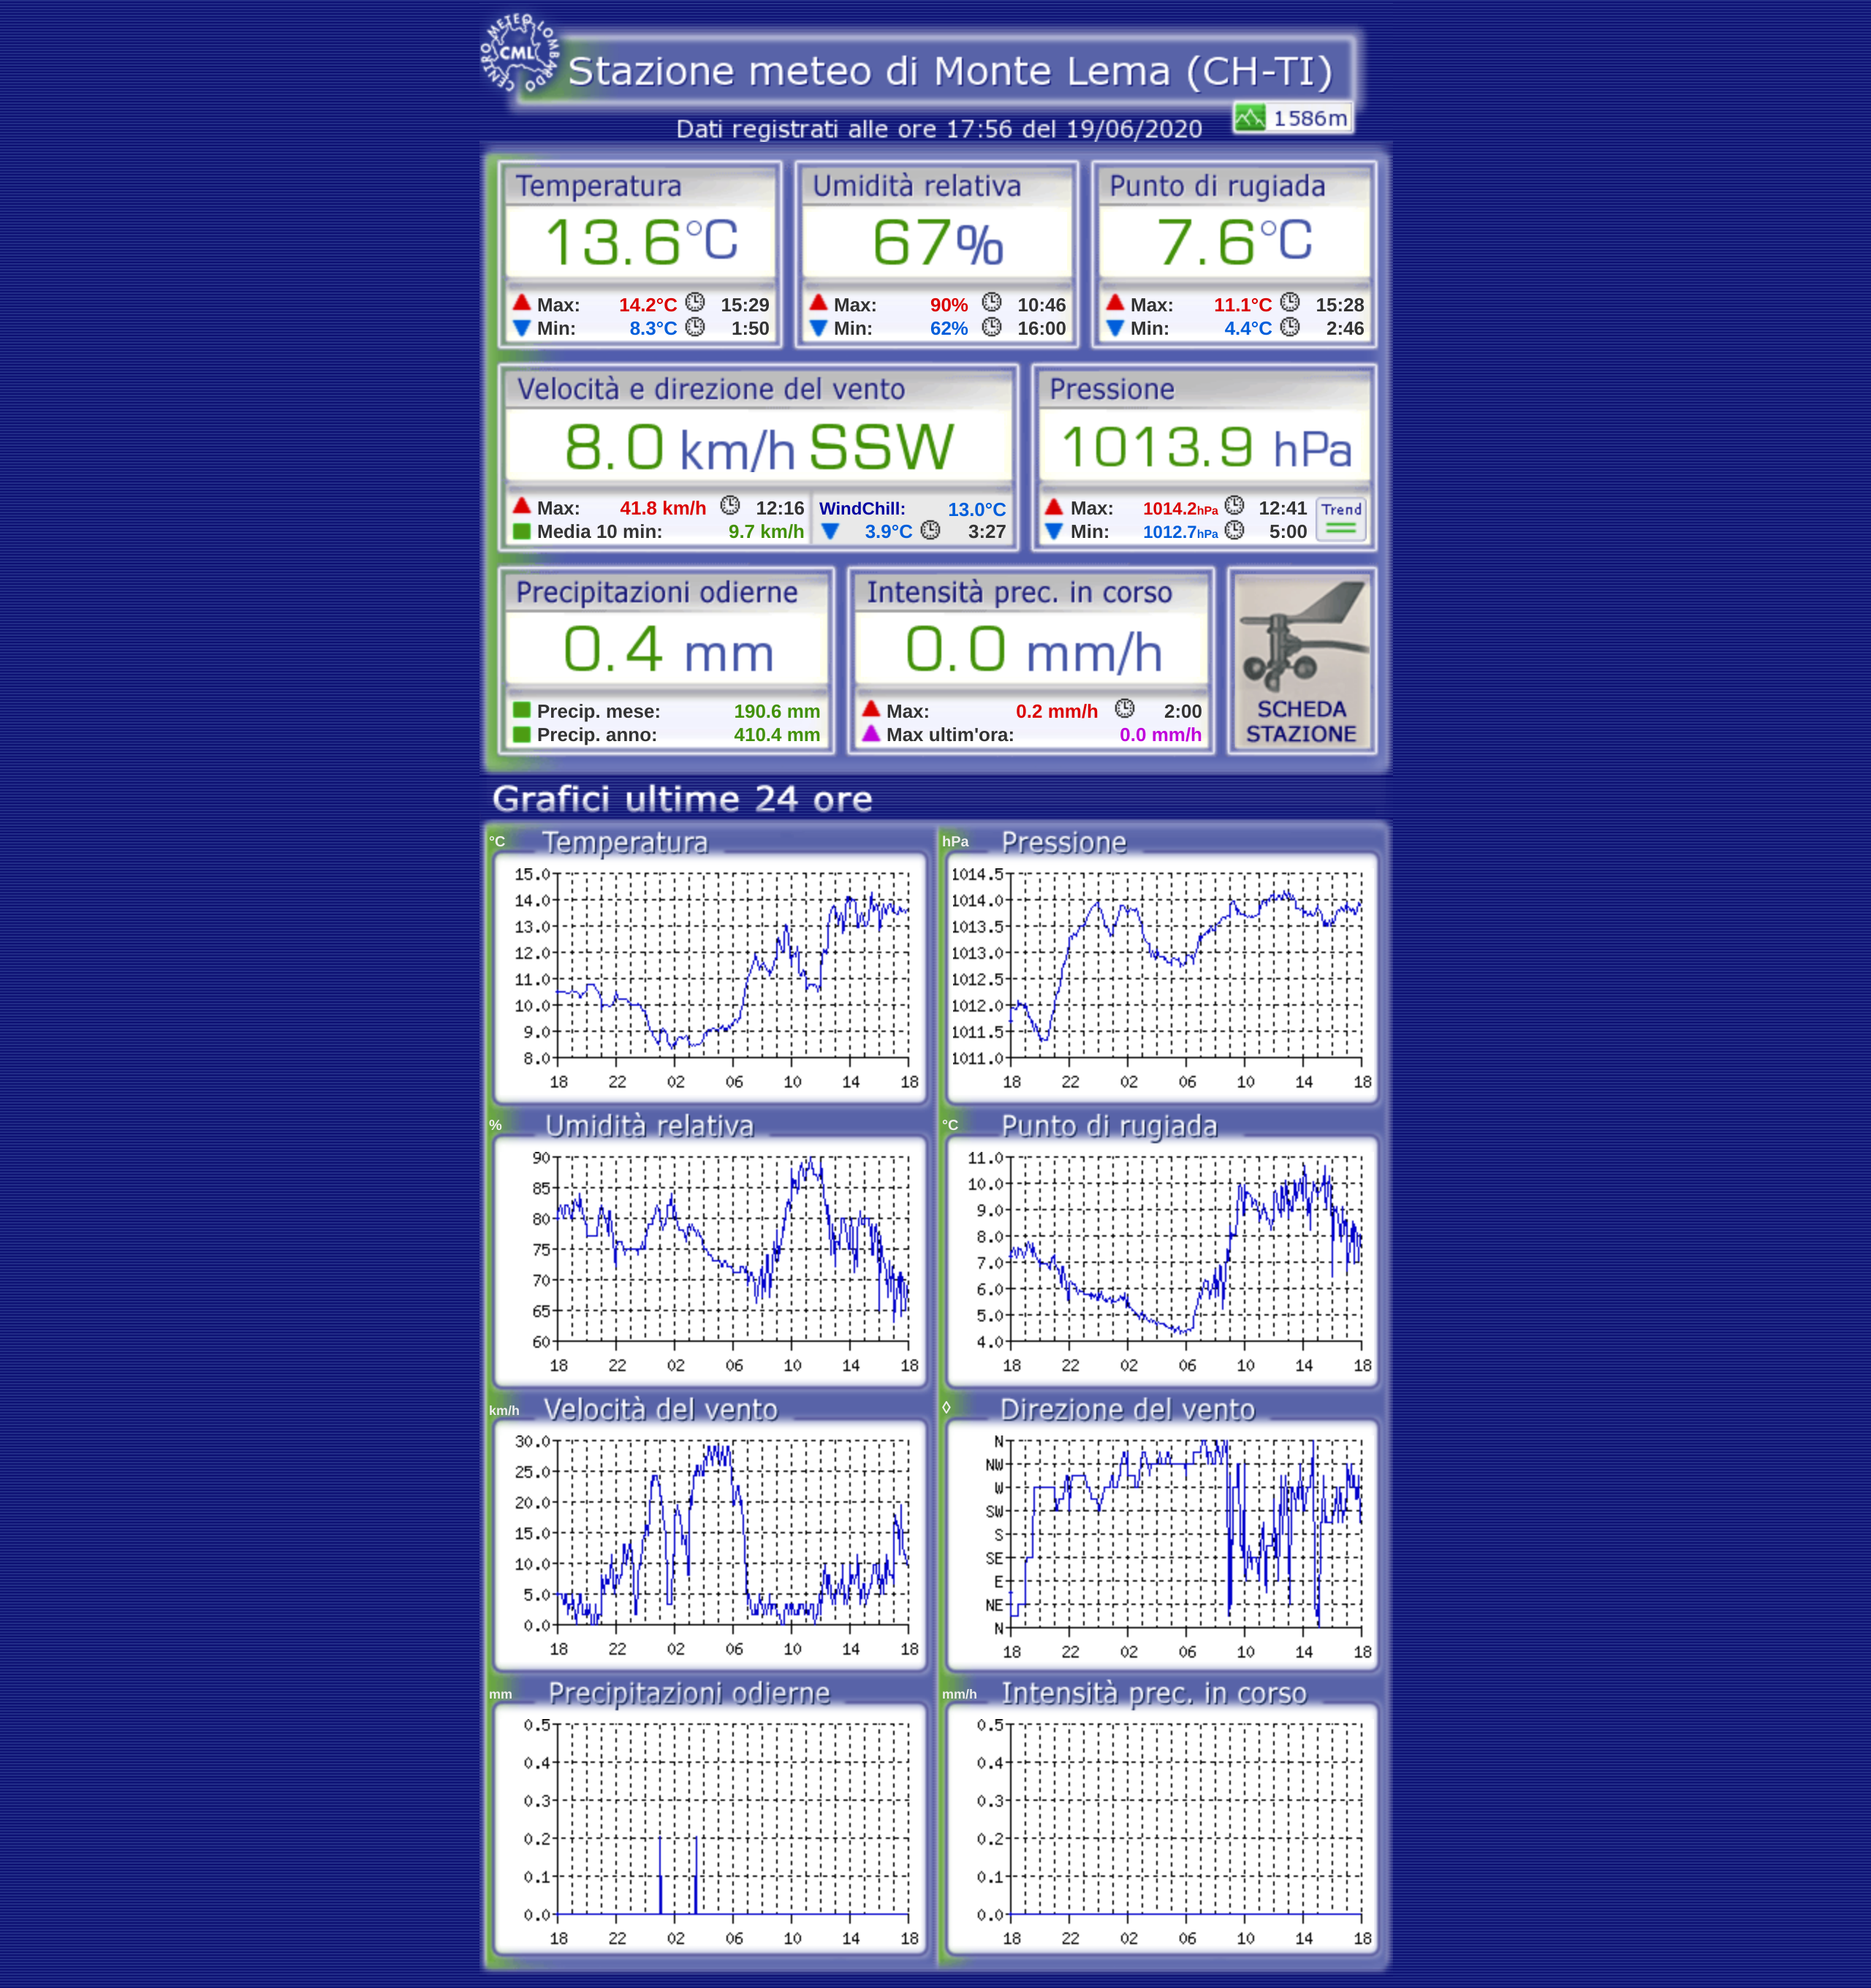 CENTRO METEO LOMBARDO
CML
Stazione meteo di Monte Lema (CH-TI)
1586m
Dati registrati alle ore 17:56 del 19/06/2020
Temperatura
13.6°C
Max: 14.2°C 15:29
Min: 8.3°C 1:50
Umidità relativa
67%
Max: 90% 10:46
Min: 62% 16:00
Punto di rugiada
7.6°C
Max: 11.1°C 15:28
Min: 4.4°C 2:46
Velocità e direzione del vento
8.0 km/h SSW
Max: 41.8 km/h 12:16
Media 10 min: 9.7 km/h
WindChill: 13.0°C
3.9°C 3:27
Pressione
1013.9 hPa
Max: 1014.2hPa 12:41
Min: 1012.7hPa 5:00
Trend
Precipitazioni odierne
0.4 mm
Precip. mese: 190.6 mm
Precip. anno: 410.4 mm
Intensità prec. in corso
0.0 mm/h
Max: 0.2 mm/h 2:00
Max ultim'ora: 0.0 mm/h
SCHEDA
STAZIONE
Grafici ultime 24 ore
°C Temperatura
15.0
14.0
13.0
12.0
11.0
10.0
9.0
8.0
18 22 02 06 10 14 18
hPa Pressione
1014.5
1014.0
1013.5
1013.0
1012.5
1012.0
1011.5
1011.0
18 22 02 06 10 14 18
% Umidità relativa
90
85
80
75
70
65
60
18 22 02 06 10 14 18
°C Punto di rugiada
11.0
10.0
9.0
8.0
7.0
6.0
5.0
4.0
18 22 02 06 10 14 18
km/h Velocità del vento
30.0
25.0
20.0
15.0
10.0
5.0
0.0
18 22 02 06 10 14 18
◊ Direzione del vento
N
NW
W
SW
S
SE
E
NE
N
18 22 02 06 10 14 18
mm Precipitazioni odierne
0.5
0.4
0.3
0.2
0.1
0.0
18 22 02 06 10 14 18
mm/h Intensità prec. in corso
0.5
0.4
0.3
0.2
0.1
0.0
18 22 02 06 10 14 18